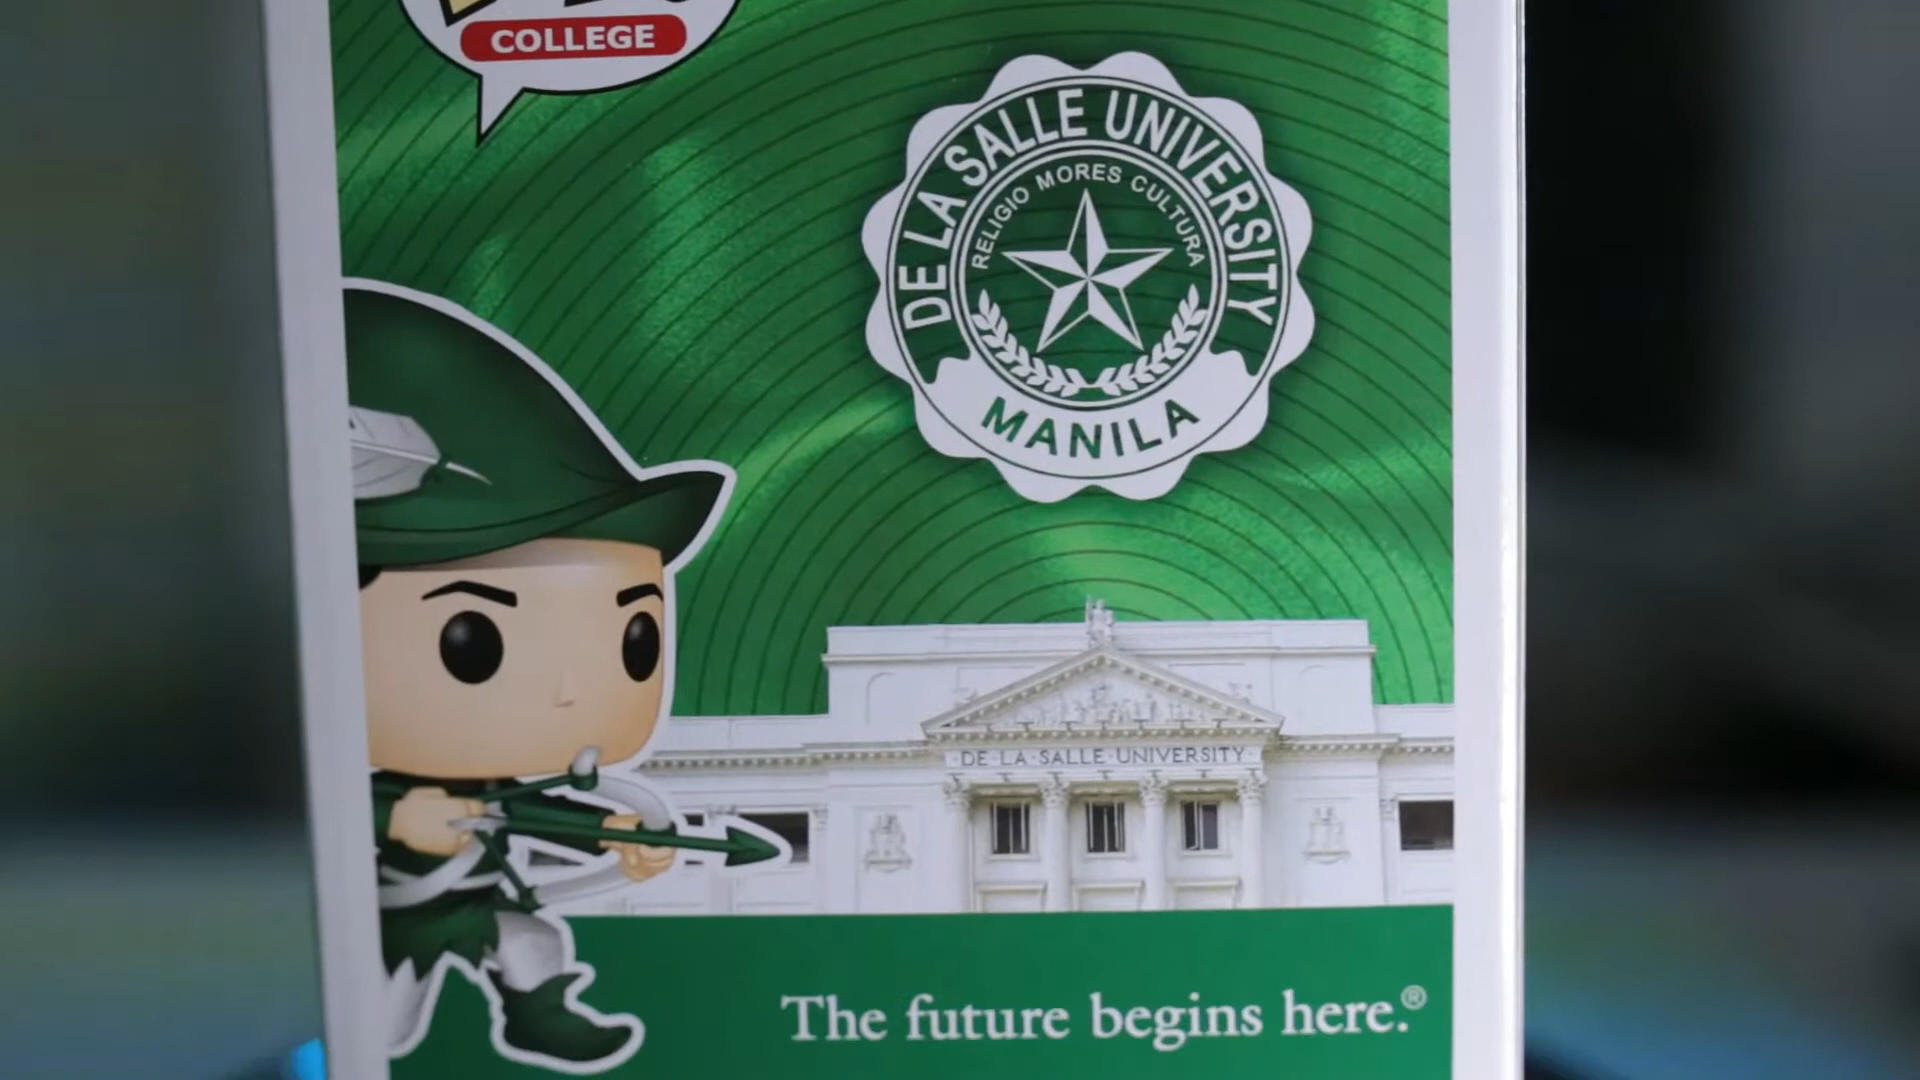 COLLEGE
DE LA SALLE UNIVERSITY
RELIGIO MORES CULTURA
MANILA
DE·LA·SALLE·UNIVERSITY
The future begins here.®